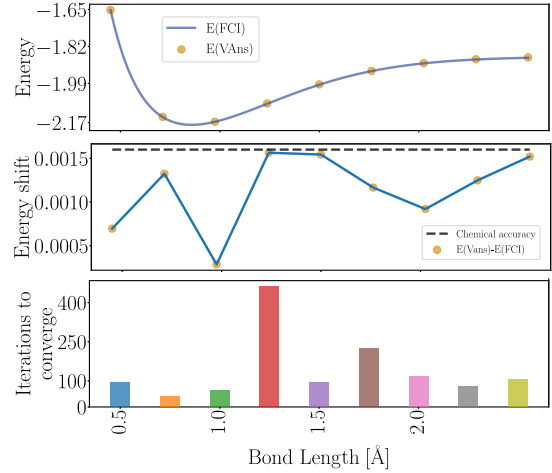 Energy
−1.65
−1.82
−1.99
−2.17
E(FCI)
E(VAns)
Energy shift
0.0015
0.0010
0.0005
Chemical accuracy
E(Vans)-E(FCI)
Iterations to
converge
400
250
100
0
0.5
1.0
1.5
2.0
Bond Length [Å]